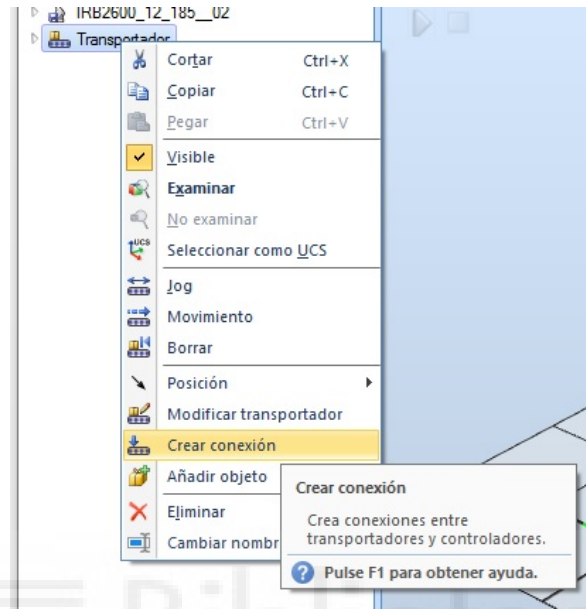 IRB2600_12_185__02
Transportador
Cortar Ctrl+X
Copiar Ctrl+C
Pegar Ctrl+V
Visible
Examinar
No examinar
UCS Seleccionar como UCS
Jog
Movimiento
Borrar
Posición
Modificar transportador
Crear conexión
Añadir objeto
Eliminar
Cambiar nombr
Crear conexión
Crea conexiones entre
transportadores y controladores.
Pulse F1 para obtener ayuda.